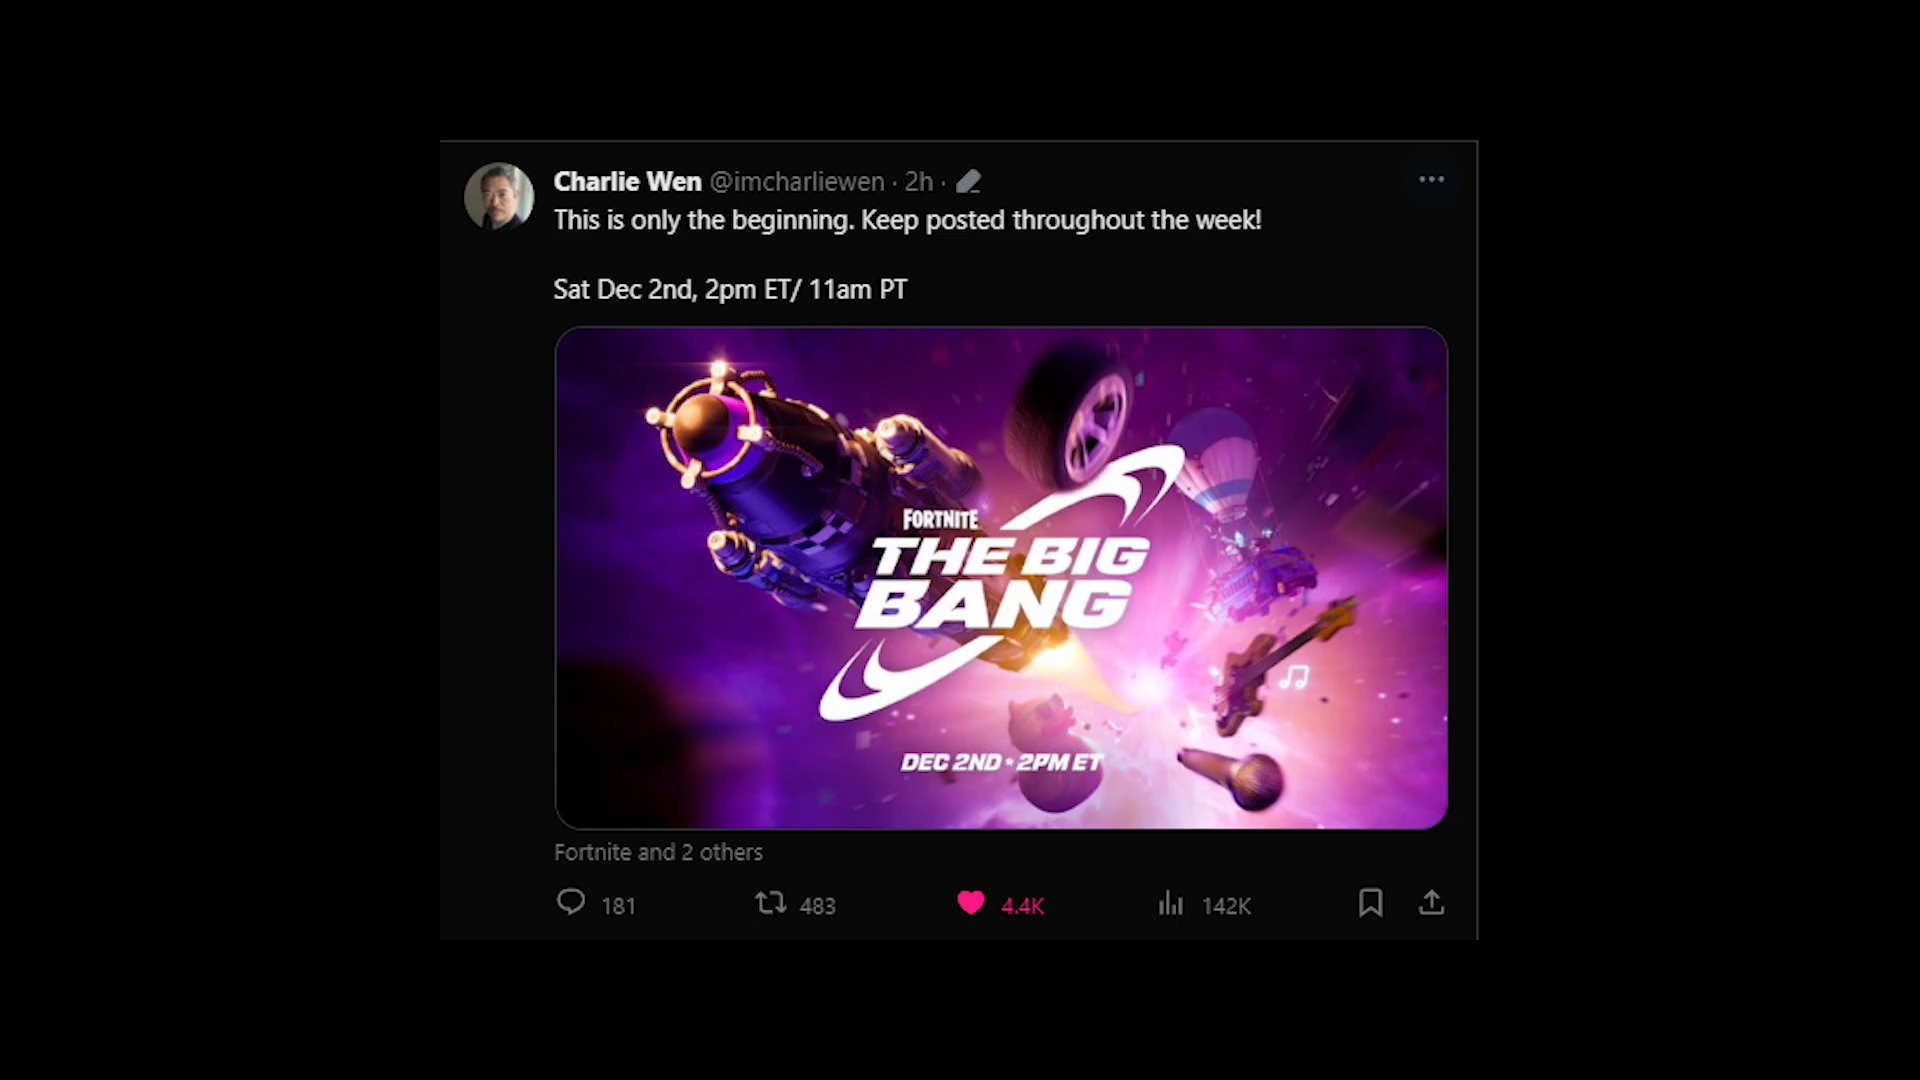 Charlie Wen @imcharliewen · 2h ·
This is only the beginning. Keep posted throughout the week!
Sat Dec 2nd, 2pm ET/ 11am PT
FORTNITE
THE BIG
BANG
DEC 2ND • 2PM ET
Fortnite and 2 others
181 483 4.4K 142K